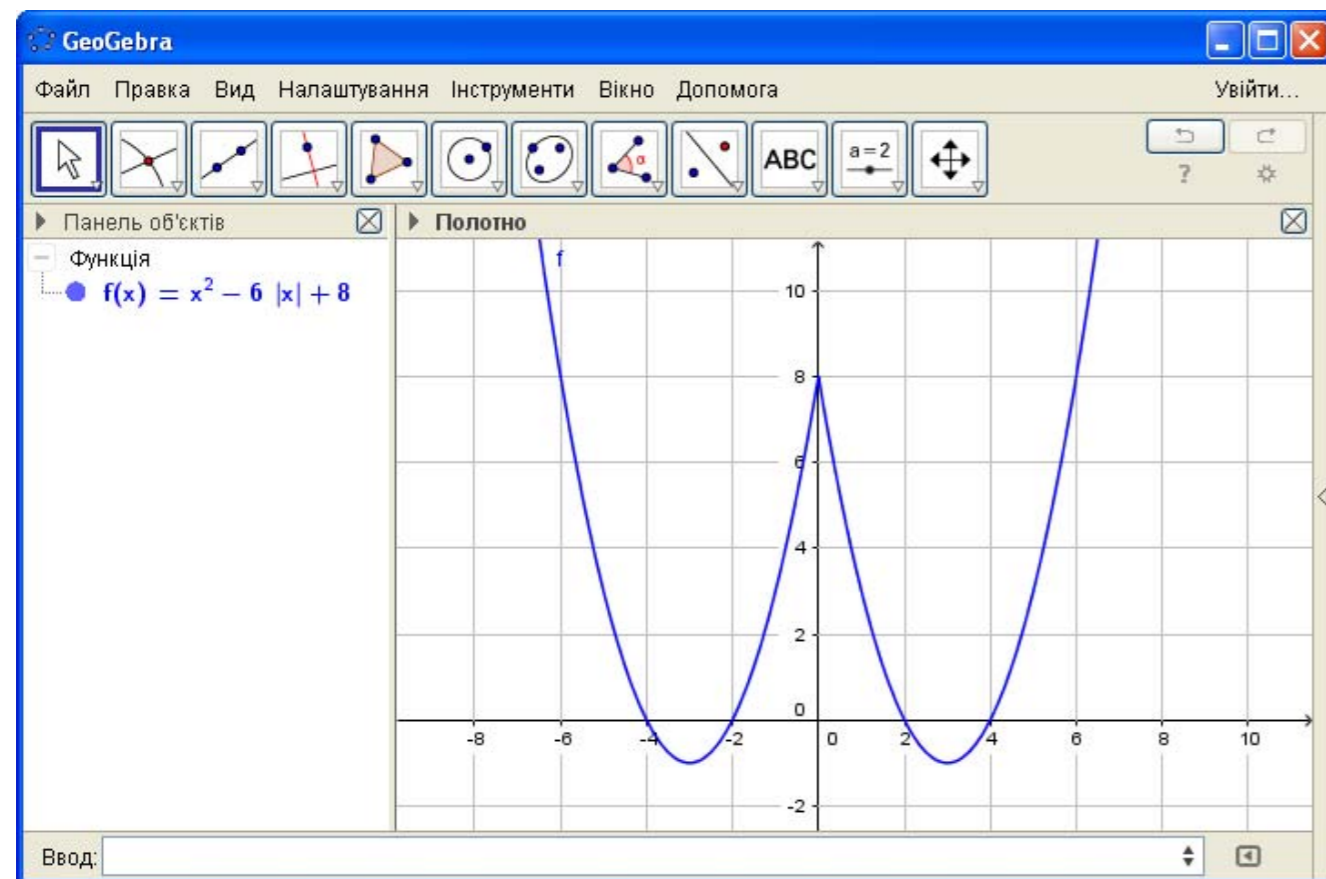 GeoGebra
Файл Правка Вид Налаштування Інструменти Вікно Допомога Увійти...
ABC a=2 ?
Панель об'єктів Полотно
Функція
f(x) = x² − 6 |x| + 8
f
10
8
6
4
2
0
-8 -6 -4 -2 0 2 4 6 8 10
-2
Ввод: